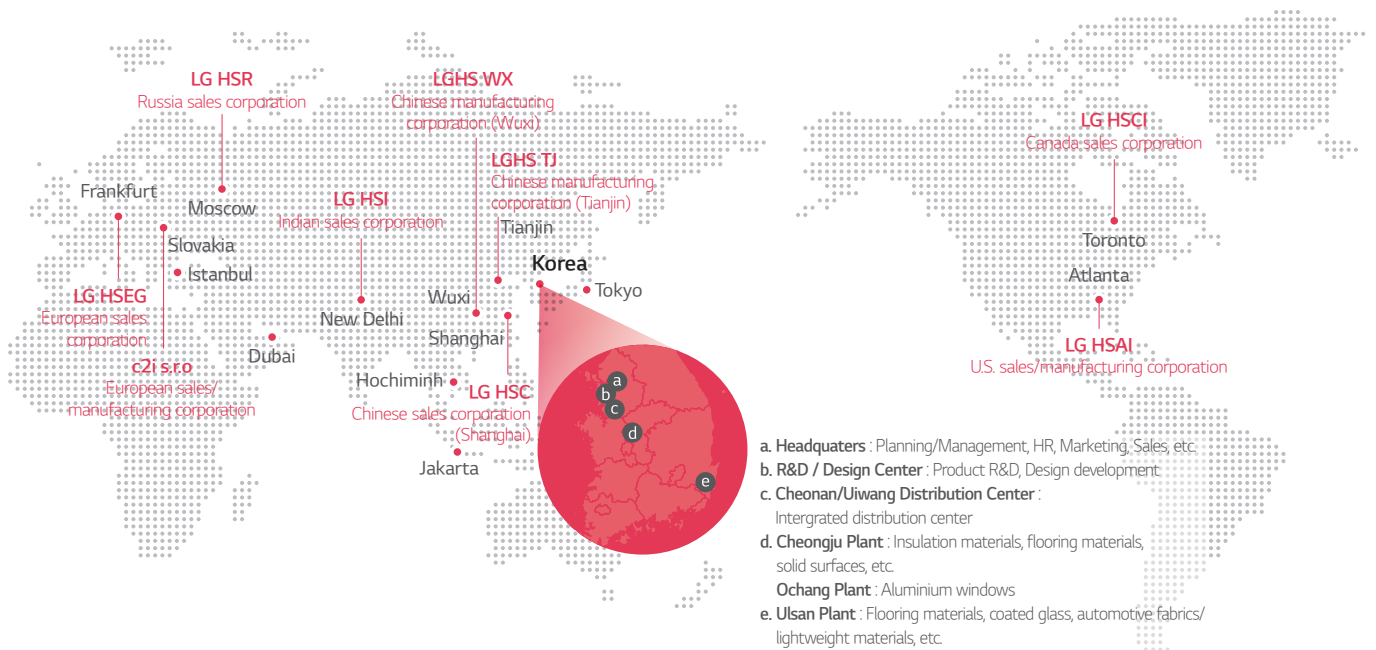 LG HSR
Russia sales corporation
LGHS WX
Chinese manufacturing
corporation (Wuxi)
LG HSCI
Canada sales corporation
LGHS TJ
Chinese manufacturing
corporation (Tianjin)
Frankfurt
Moscow
LG HSI
Indian sales corporation
Tianjin
Slovakia
Istanbul
Korea
Tokyo
Toronto
Atlanta
LG HSEG
European sales
corporation
Wuxi
New Delhi
Shanghai
Dubai
LG HSAI
U.S. sales/manufacturing corporation
c2i s.r.o
European sales/
manufacturing corporation
Hochiminh
LG HSC
Chinese sales corporation
(Shanghai)
Jakarta
a
b
c
d
e
a. Headquaters : Planning/Management, HR, Marketing, Sales, etc.
b. R&D / Design Center : Product R&D, Design development
c. Cheonan/Uiwang Distribution Center :
Intergrated distribution center
d. Cheongju Plant : Insulation materials, flooring materials,
solid surfaces, etc.
Ochang Plant : Aluminium windows
e. Ulsan Plant : Flooring materials, coated glass, automotive fabrics/
lightweight materials, etc.